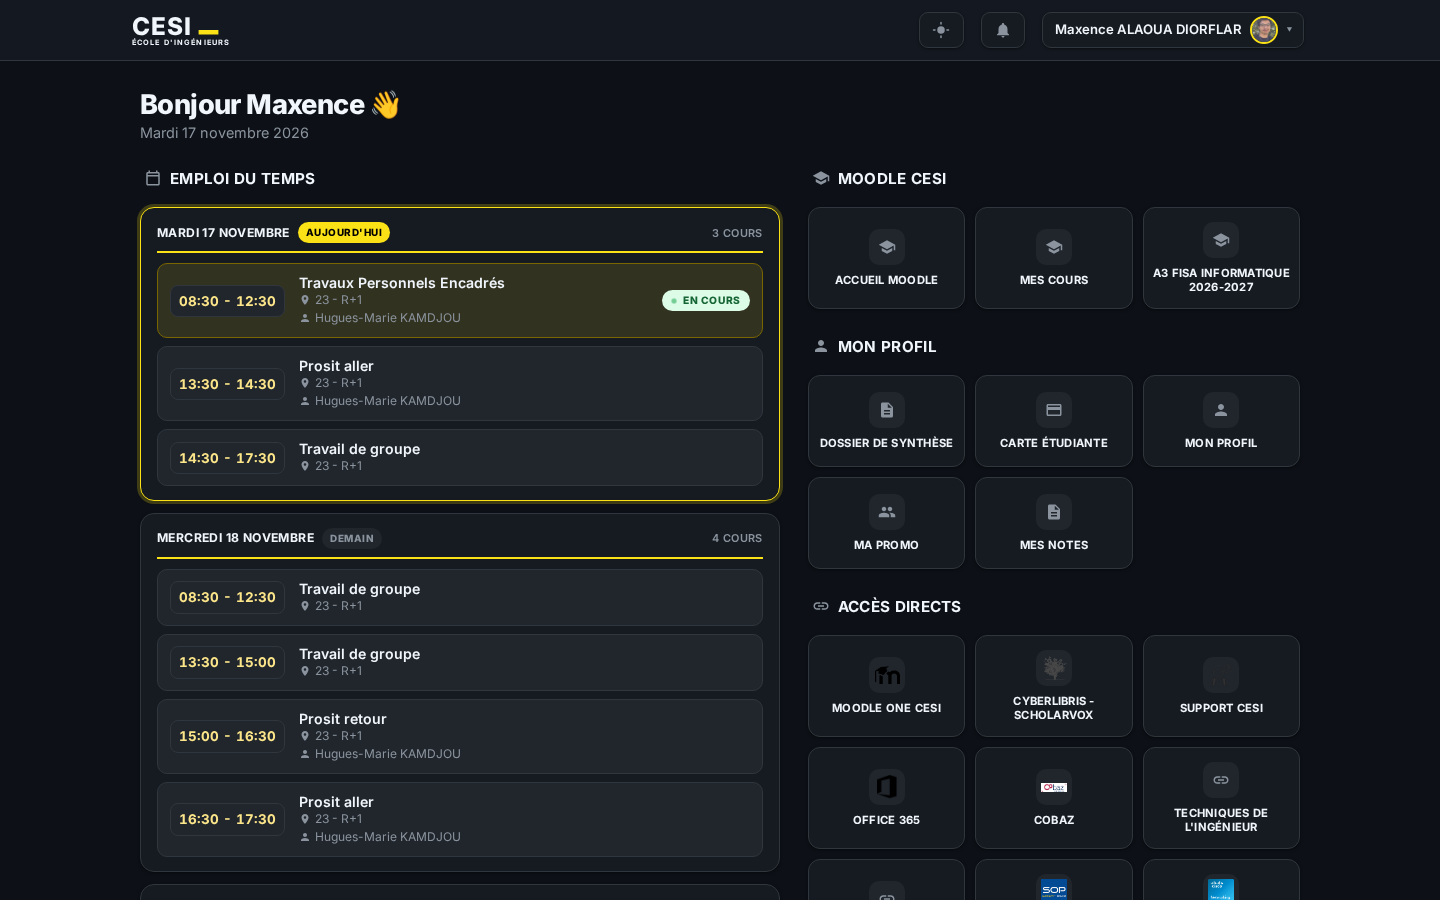 CESI
ÉCOLE D'INGÉNIEURS
Maxence ALAOUA DIORFLAR
Bonjour Maxence 👋
Mardi 17 novembre 2026
EMPLOI DU TEMPS
MARDI 17 NOVEMBRE AUJOURD'HUI 3 COURS
08:30 - 12:30
Travaux Personnels Encadrés
23 - R+1
Hugues-Marie KAMDJOU
EN COURS
13:30 - 14:30
Prosit aller
23 - R+1
Hugues-Marie KAMDJOU
14:30 - 17:30
Travail de groupe
23 - R+1
MERCREDI 18 NOVEMBRE DEMAIN 4 COURS
08:30 - 12:30
Travail de groupe
23 - R+1
13:30 - 15:00
Travail de groupe
23 - R+1
15:00 - 16:30
Prosit retour
23 - R+1
Hugues-Marie KAMDJOU
16:30 - 17:30
Prosit aller
23 - R+1
Hugues-Marie KAMDJOU
MOODLE CESI
ACCUEIL MOODLE
MES COURS
A3 FISA INFORMATIQUE
2026-2027
MON PROFIL
DOSSIER DE SYNTHÈSE
CARTE ÉTUDIANTE
MON PROFIL
MA PROMO
MES NOTES
ACCÈS DIRECTS
MOODLE ONE CESI
CYBERLIBRIS -
SCHOLARVOX
SUPPORT CESI
OFFICE 365
COBAZ
TECHNIQUES DE
L'INGÉNIEUR
SOP